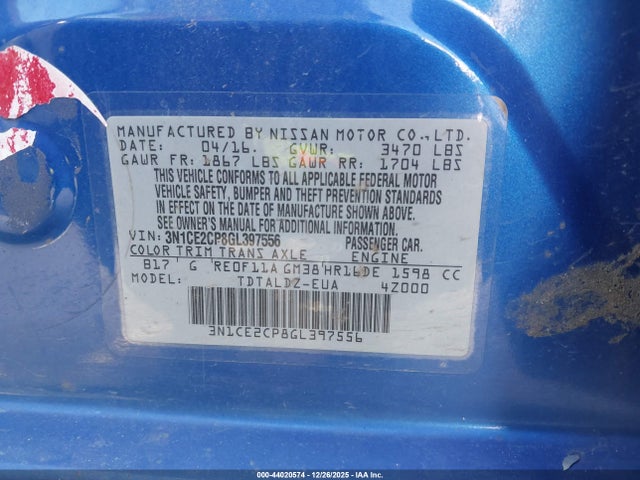 MANUFACTURED BY NISSAN MOTOR CO.,LTD.
DATE: 04/16. GVWR: 3470 LBS
GAWR FR: 1867 LBS GAWR RR: 1704 LBS
THIS VEHICLE CONFORMS TO ALL APPLICABLE FEDERAL MOTOR
VEHICLE SAFETY, BUMPER AND THEFT PREVENTION STANDARDS
IN EFFECT ON THE DATE OF MANUFACTURE SHOWN ABOVE.
SEE OWNER'S MANUAL FOR ADDITIONAL INFORMATION
VIN: 3N1CE2CP8GL397556 PASSENGER CAR.
COLOR TRIM TRANS AXLE ENGINE
B17 G RE0F11A GM38 HR16DE 1598 CC
MODEL: TDTALDZ-EUA 4Z000
3N1CE2CP8GL397556
000-44020574 | 12/26/2025 | IAA Inc.